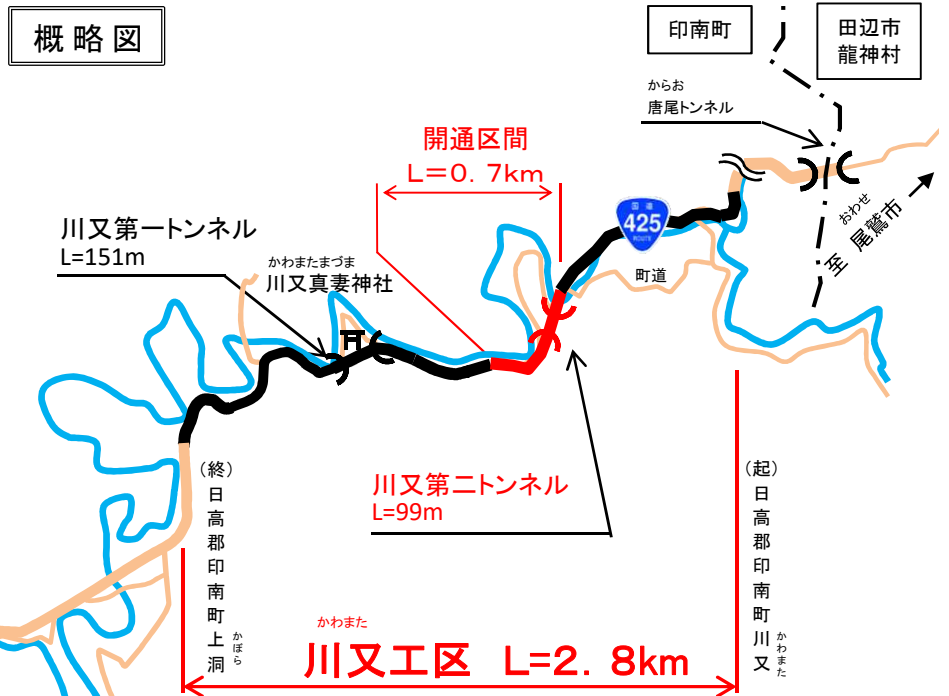 概略図
印南町
田辺市
龍神村
からお
唐尾トンネル
開通区間
L=0.7km
国道
425
ROUTE
おわせ
至 尾鷲市
川又第一トンネル
L=151m
かわまたまづま
川又真妻神社
町道
川又第二トンネル
L=99m
(終)日高郡印南町上洞
かぼら
(起)日高郡印南町川又
かわまた
かわまた
川又工区 L=2.8km